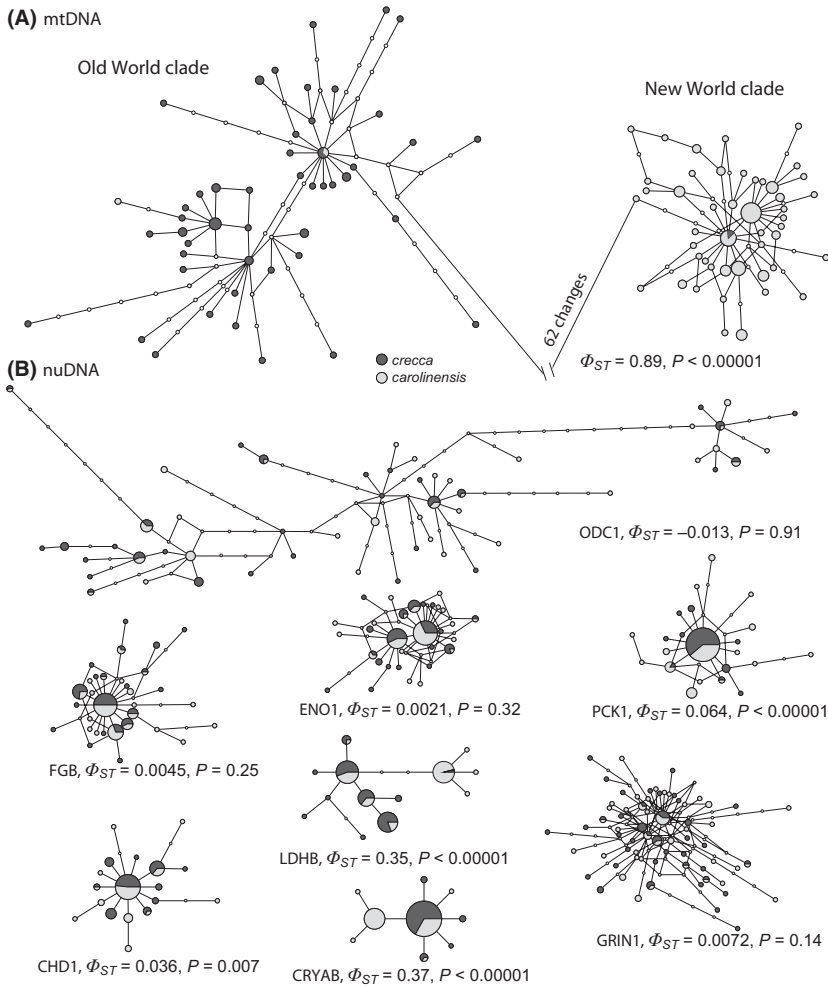 (A) mtDNA
Old World clade
New World clade
62 changes
crecca
carolinensis
Φ_ST = 0.89, P < 0.00001
(B) nuDNA
ODC1, Φ_ST = –0.013, P = 0.91
ENO1, Φ_ST = 0.0021, P = 0.32
PCK1, Φ_ST = 0.064, P < 0.00001
FGB, Φ_ST = 0.0045, P = 0.25
LDHB, Φ_ST = 0.35, P < 0.00001
GRIN1, Φ_ST = 0.0072, P = 0.14
CHD1, Φ_ST = 0.036, P = 0.007
CRYAB, Φ_ST = 0.37, P < 0.00001